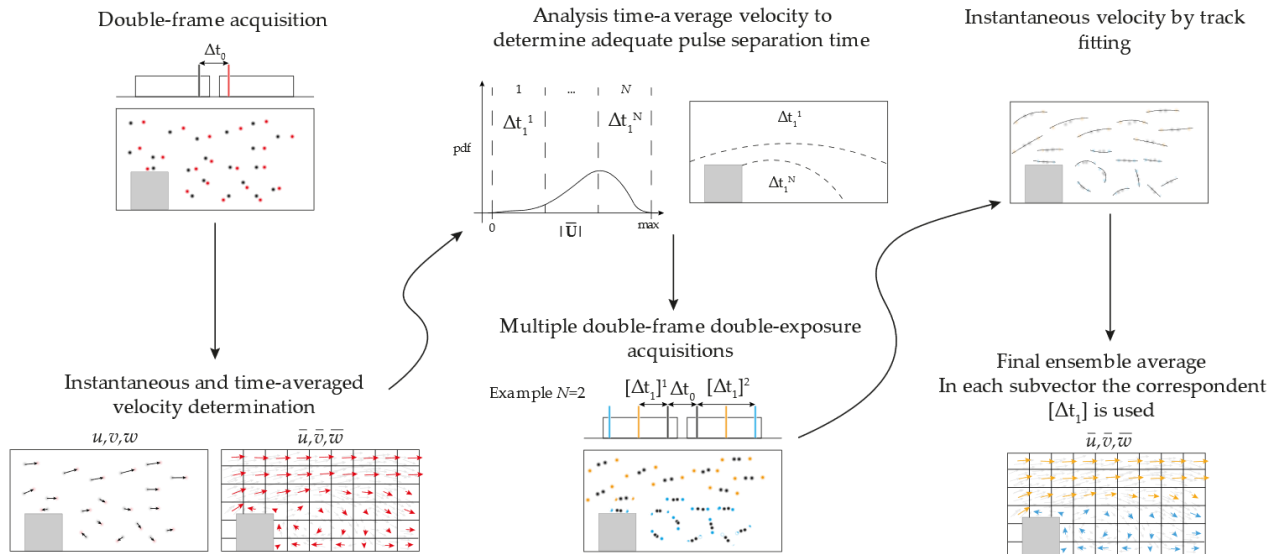 Double-frame acquisition
Δt₀
Instantaneous and time-averaged
velocity determination
u,v,w
u̅,v̅,w̅
Analysis time-a verage velocity to
determine adequate pulse separation time
1 ... N
Δt₁¹ Δt₁ᴺ
pdf
0 |U̅| max
Δt₁¹
Δt₁ᴺ
Multiple double-frame double-exposure
acquisitions
Example N=2
[Δt₁]¹ Δt₀ [Δt₁]²
Instantaneous velocity by track
fitting
Final ensemble average
In each subvector the correspondent
[Δt₁] is used
u̅,v̅,w̅